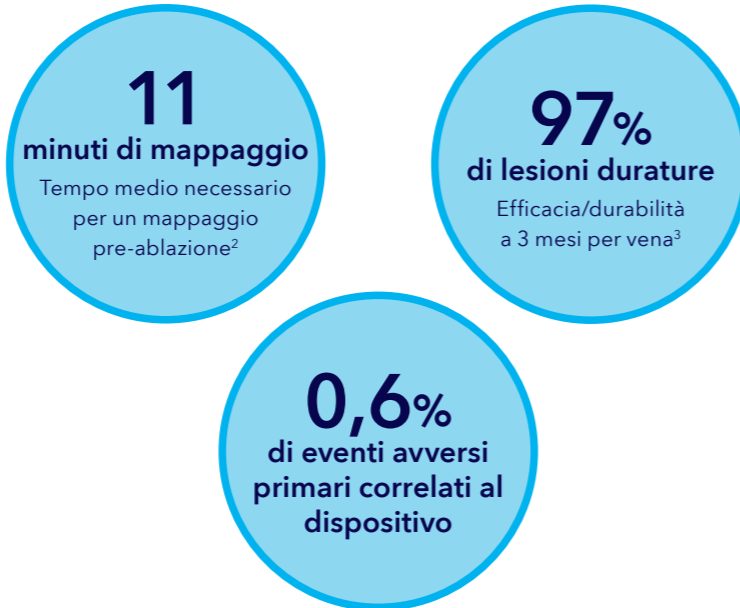 11
minuti di mappaggio
Tempo medio necessario
per un mappaggio
pre-ablazione²
97%
di lesioni durature
Efficacia/durabilità
a 3 mesi per vena³
0,6%
di eventi avversi
primari correlati al
dispositivo